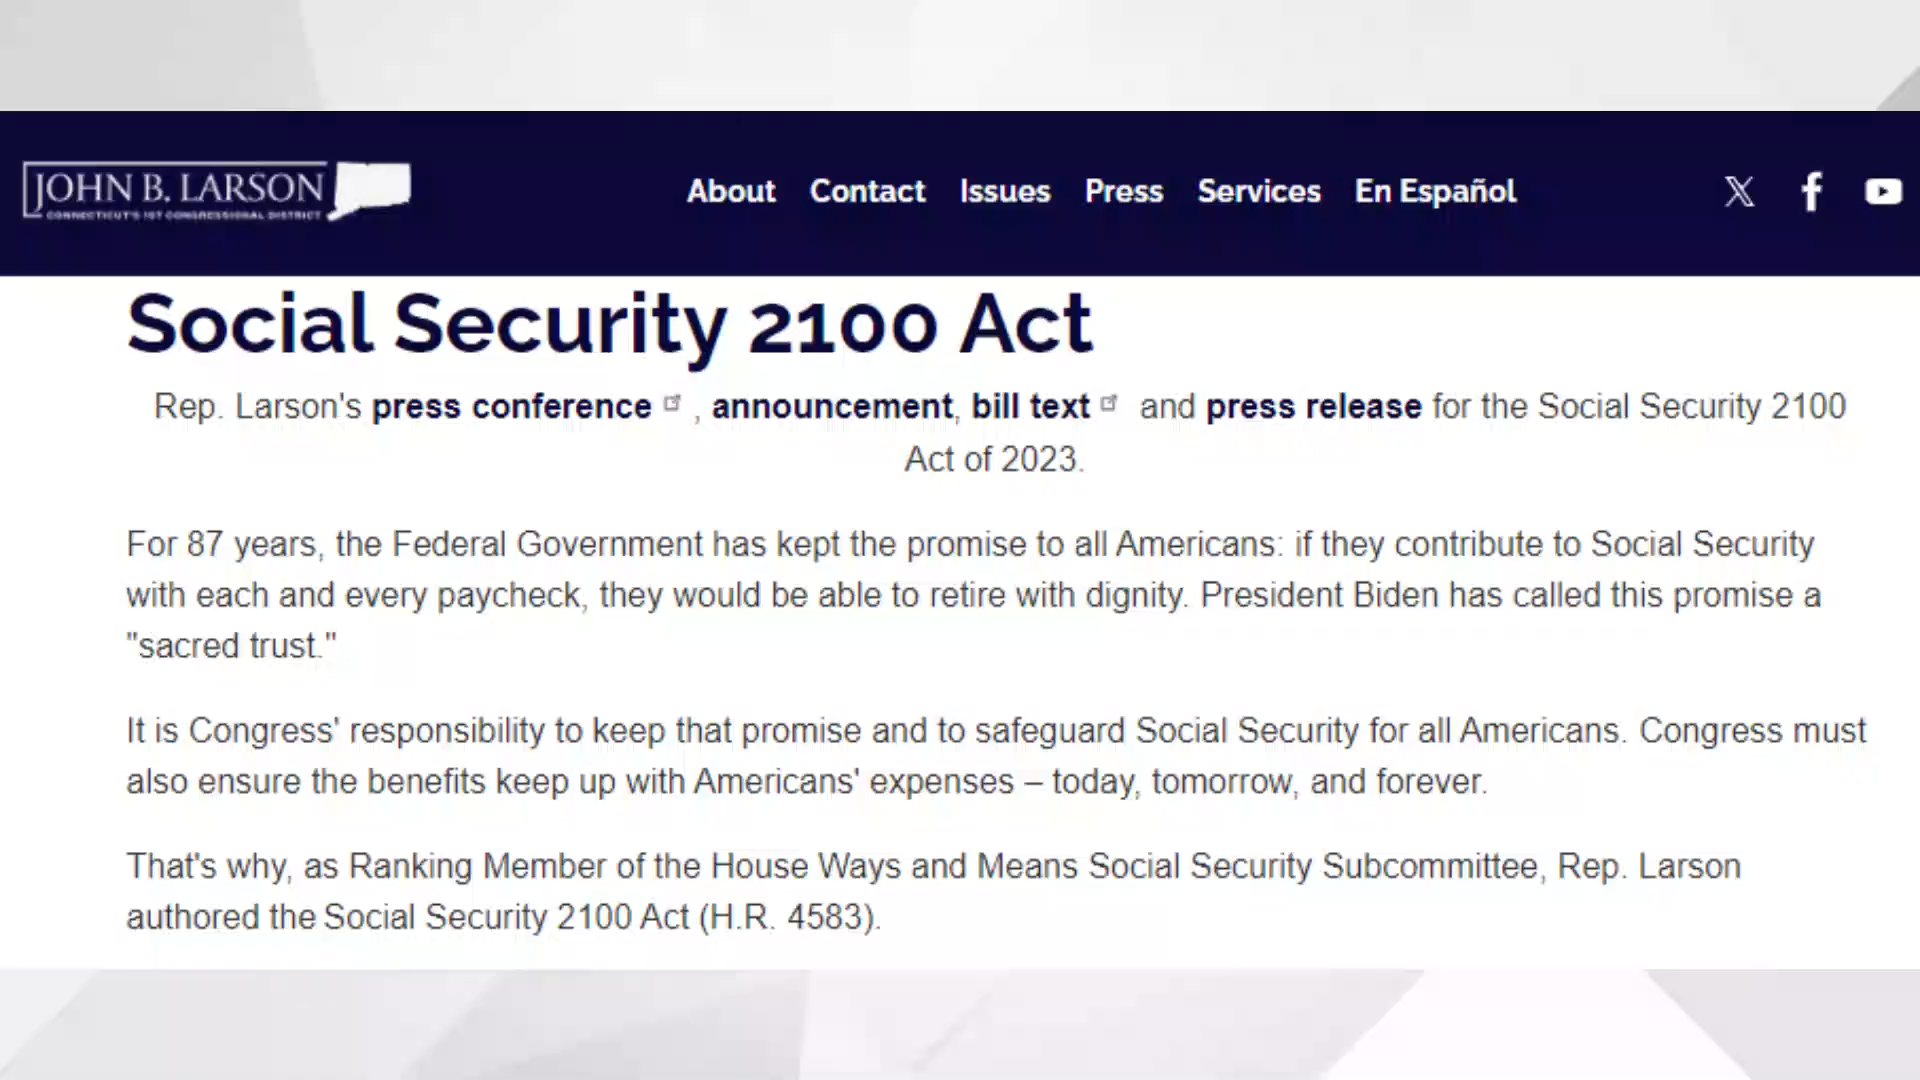 JOHN B. LARSON
CONNECTICUT'S 1ST CONGRESSIONAL DISTRICT
About Contact Issues Press Services En Español
Social Security 2100 Act
Rep. Larson's press conference , announcement, bill text and press release for the Social Security 2100
Act of 2023.
For 87 years, the Federal Government has kept the promise to all Americans: if they contribute to Social Security
with each and every paycheck, they would be able to retire with dignity. President Biden has called this promise a
"sacred trust."
It is Congress' responsibility to keep that promise and to safeguard Social Security for all Americans. Congress must
also ensure the benefits keep up with Americans' expenses – today, tomorrow, and forever.
That's why, as Ranking Member of the House Ways and Means Social Security Subcommittee, Rep. Larson
authored the Social Security 2100 Act (H.R. 4583).